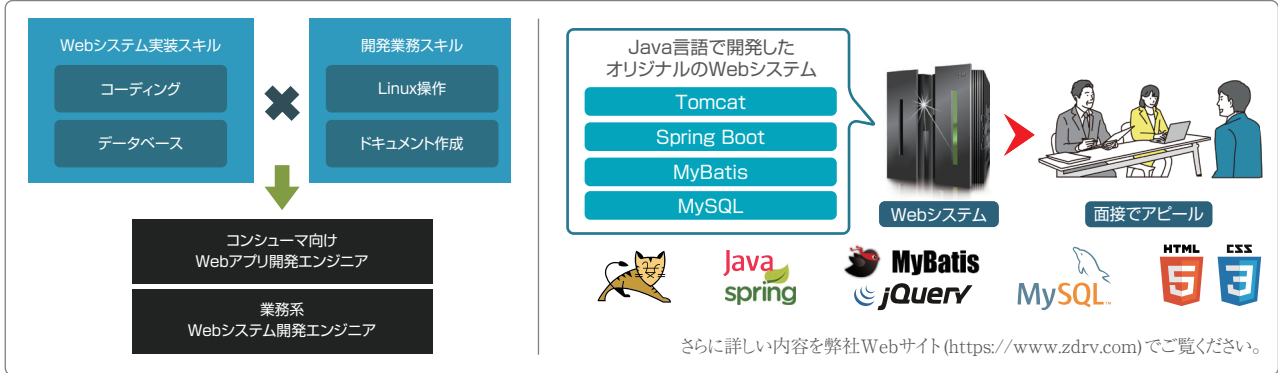 Webシステム実装スキル
コーディング
データベース
開発業務スキル
Linux操作
ドキュメント作成
コンシューマ向け
Webアプリ開発エンジニア
業務系
Webシステム開発エンジニア
Java言語で開発した
オリジナルのWebシステム
Tomcat
Spring Boot
MyBatis
MySQL
Webシステム
面接でアピール
Java
spring
MyBatis
jQuery
MySQL
HTML
5
CSS
3
さらに詳しい内容を弊社Webサイト(https://www.zdrv.com)でご覧ください。